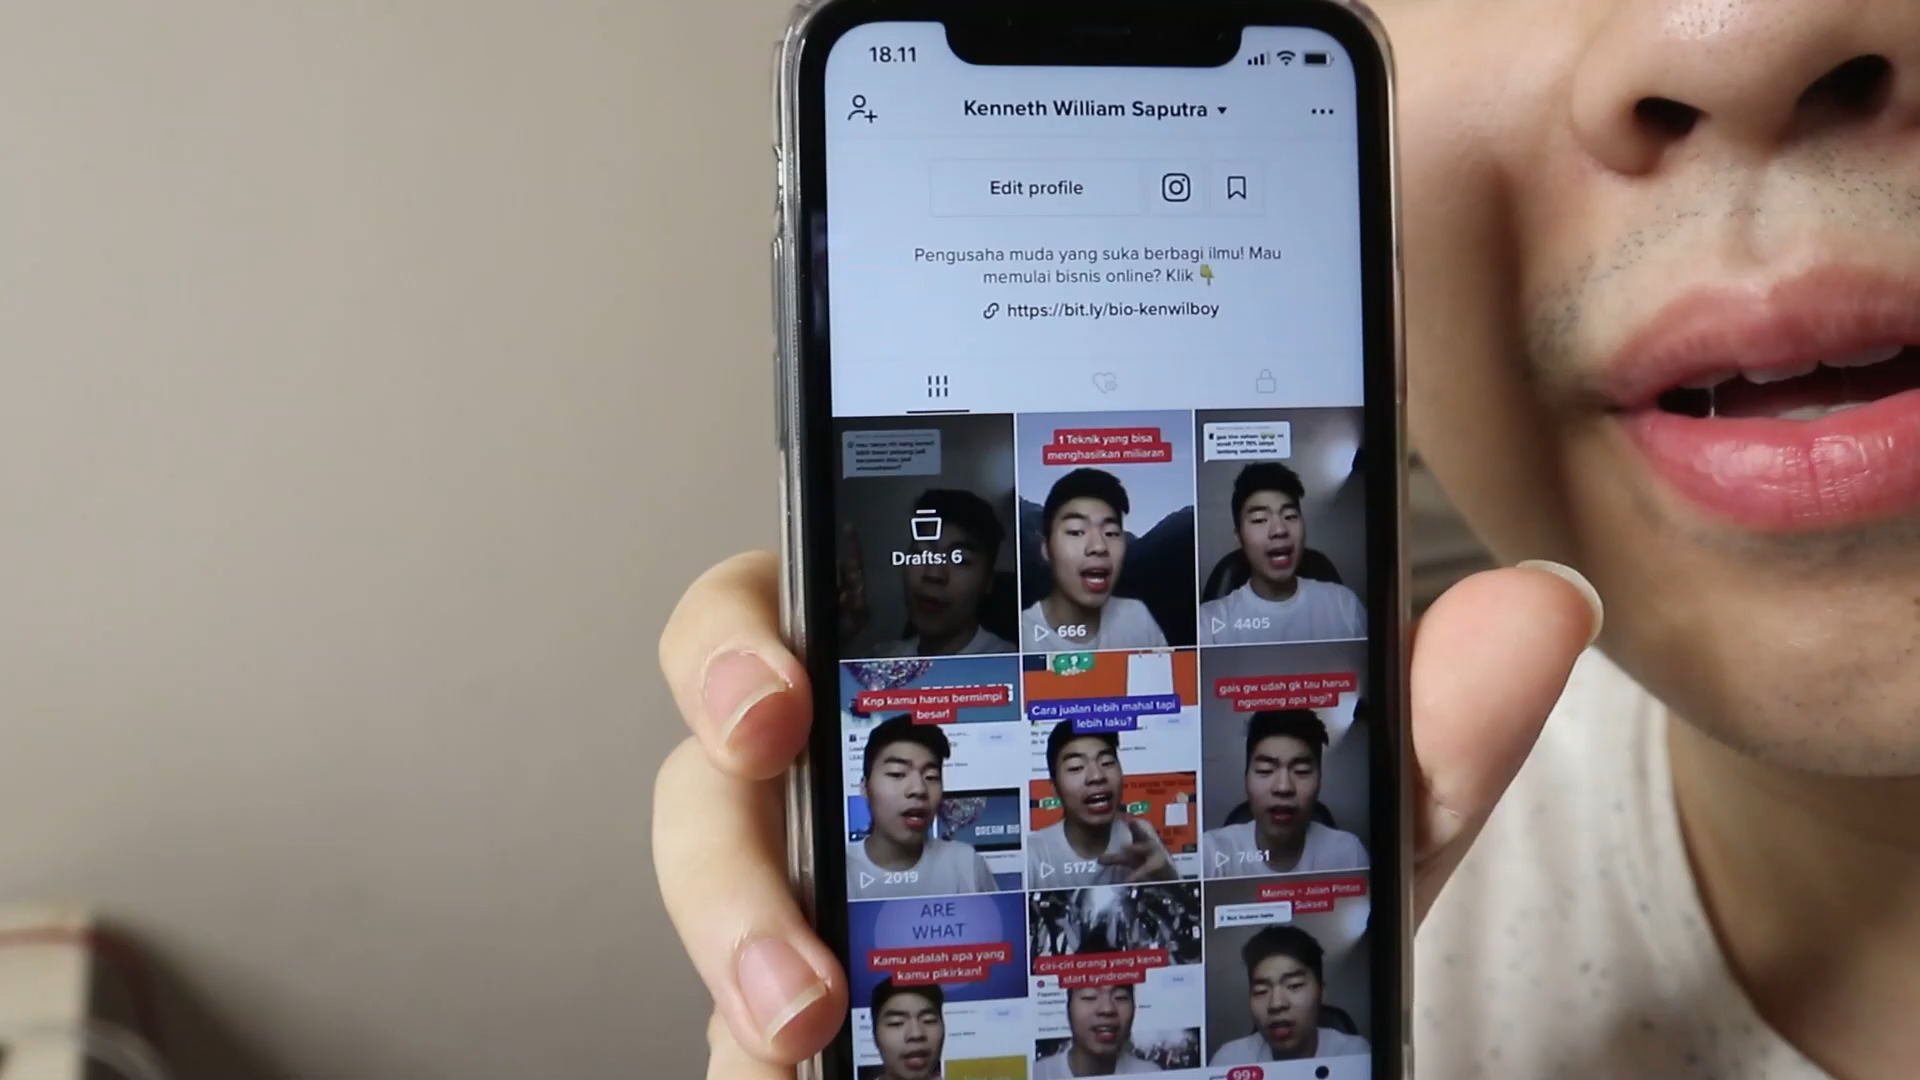 18.11
Kenneth William Saputra
Edit profile
Pengusaha muda yang suka berbagi ilmu! Mau
memulai bisnis online? Klik 👇
https://bit.ly/bio-kenwilboy
Drafts: 6
1 Teknik yang bisa
menghasilkan miliaran
666
4405
Knp kamu harus bermimpi
besar!
DREAM BIG
2019
Cara jualan lebih mahal tapi
lebih laku?
5172
gais gw udah gk tau harus
ngomong apa lagi?
7661
ARE
WHAT
Kamu adalah apa yang
kamu pikirkan!
ciri-ciri orang yang kena
start syndrome
Meniru = Jalan Pintas
Sukses
99+